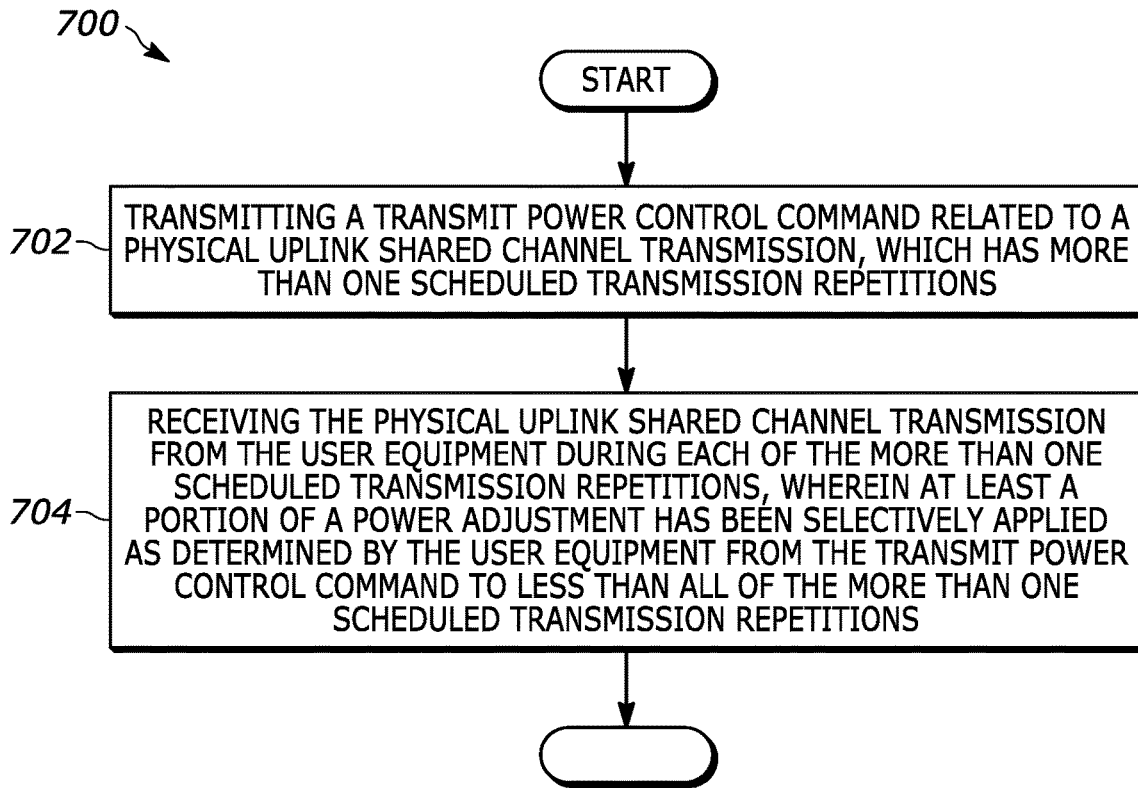 700
START
702
TRANSMITTING A TRANSMIT POWER CONTROL COMMAND RELATED TO A
PHYSICAL UPLINK SHARED CHANNEL TRANSMISSION, WHICH HAS MORE
THAN ONE SCHEDULED TRANSMISSION REPETITIONS
704
RECEIVING THE PHYSICAL UPLINK SHARED CHANNEL TRANSMISSION
FROM THE USER EQUIPMENT DURING EACH OF THE MORE THAN ONE
SCHEDULED TRANSMISSION REPETITIONS, WHEREIN AT LEAST A
PORTION OF A POWER ADJUSTMENT HAS BEEN SELECTIVELY APPLIED
AS DETERMINED BY THE USER EQUIPMENT FROM THE TRANSMIT POWER
CONTROL COMMAND TO LESS THAN ALL OF THE MORE THAN ONE
SCHEDULED TRANSMISSION REPETITIONS